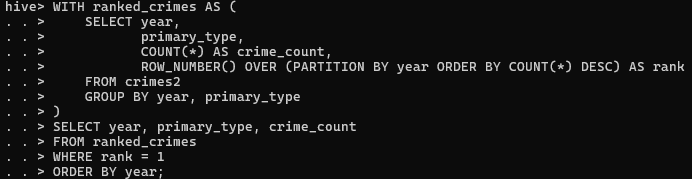 hive> WITH ranked_crimes AS (
. . >     SELECT year,
. . >            primary_type,
. . >            COUNT(*) AS crime_count,
. . >            ROW_NUMBER() OVER (PARTITION BY year ORDER BY COUNT(*) DESC) AS rank
. . >     FROM crimes2
. . >     GROUP BY year, primary_type
. . > )
. . > SELECT year, primary_type, crime_count
. . > FROM ranked_crimes
. . > WHERE rank = 1
. . > ORDER BY year;